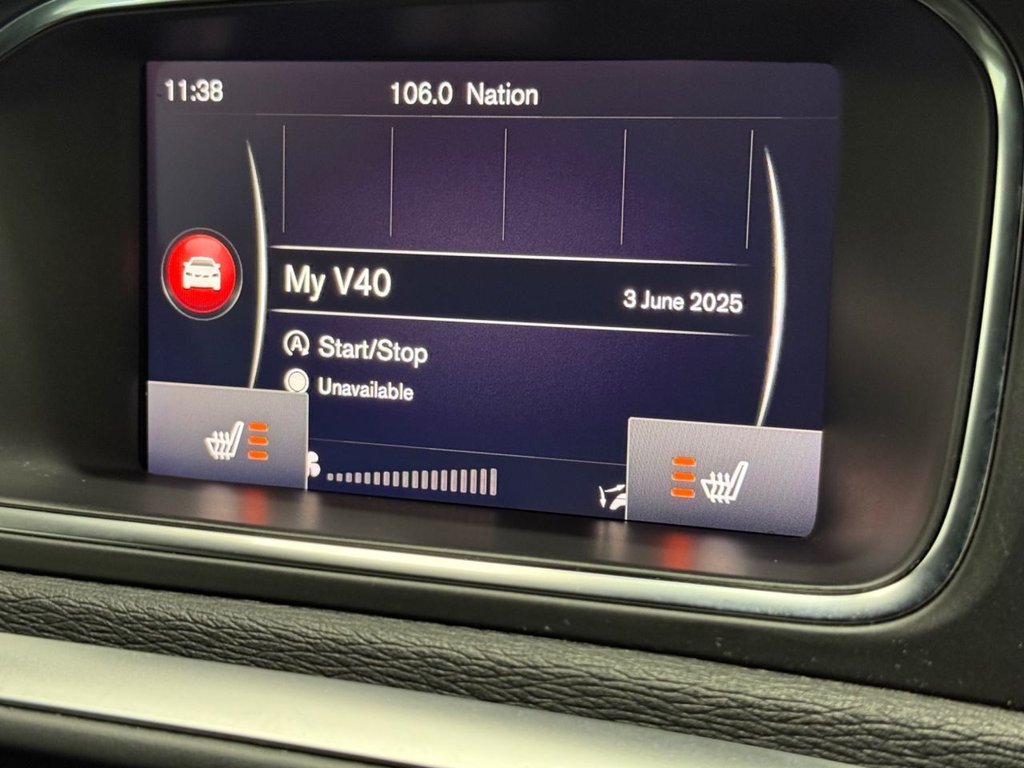 11:38 106.0 Nation
My V40
3 June 2025
Start/Stop
Unavailable